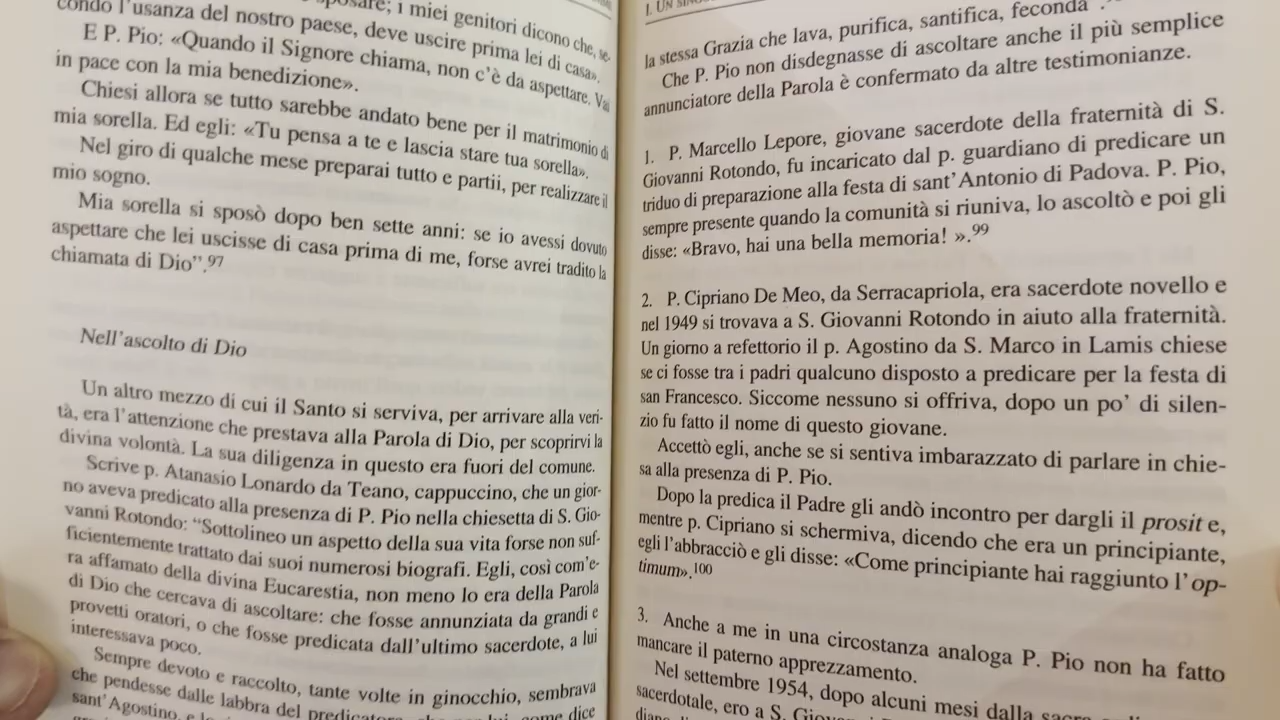 condo l'usanza del nostro paese, deve uscire prima lei di casa».
E P. Pio: «Quando il Signore chiama, non c'è da aspettare. Vai
in pace con la mia benedizione».
Chiesi allora se tutto sarebbe andato bene per il matrimonio di
mia sorella. Ed egli: «Tu pensa a te e lascia stare tua sorella».
Nel giro di qualche mese preparai tutto e partii, per realizzare il
mio sogno.
Mia sorella si sposò dopo ben sette anni: se io avessi dovuto
aspettare che lei uscisse di casa prima di me, forse avrei tradito la
chiamata di Dio”.97
Nell'ascolto di Dio
Un altro mezzo di cui il Santo si serviva, per arrivare alla veri-
tà, era l'attenzione che prestava alla Parola di Dio, per scoprirvi la
divina volontà. La sua diligenza in questo era fuori del comune.
Scrive p. Atanasio Lonardo da Teano, cappuccino, che un gior-
no aveva predicato alla presenza di P. Pio nella chiesetta di S. Gio-
vanni Rotondo: “Sottolineo un aspetto della sua vita forse non suf-
ficientemente trattato dai suoi numerosi biografi. Egli, così com'e-
ra affamato della divina Eucarestia, non meno lo era della Parola
di Dio che cercava di ascoltare: che fosse annunziata da grandi e
provetti oratori, o che fosse predicata dall'ultimo sacerdote, a lui
interessava poco.
Sempre devoto e raccolto, tante volte in ginocchio, sembrava
che pendesse dalle labbra del come dice
sant'Agostino, e
la stessa Grazia che lava, purifica, santifica, feconda
Che P. Pio non disdegnasse di ascoltare anche il più semplice
annunciatore della Parola è confermato da altre testimonianze.
1. P. Marcello Lepore, giovane sacerdote della fraternità di S.
Giovanni Rotondo, fu incaricato dal p. guardiano di predicare un
triduo di preparazione alla festa di sant'Antonio di Padova. P. Pio,
sempre presente quando la comunità si riuniva, lo ascoltò e poi gli
disse: «Bravo, hai una bella memoria! ».99
2. P. Cipriano De Meo, da Serracapriola, era sacerdote novello e
nel 1949 si trovava a S. Giovanni Rotondo in aiuto alla fraternità.
Un giorno a refettorio il p. Agostino da S. Marco in Lamis chiese
se ci fosse tra i padri qualcuno disposto a predicare per la festa di
san Francesco. Siccome nessuno si offriva, dopo un po' di silen-
zio fu fatto il nome di questo giovane.
Accettò egli, anche se si sentiva imbarazzato di parlare in chie-
sa alla presenza di P. Pio.
Dopo la predica il Padre gli andò incontro per dargli il prosit e,
mentre p. Cipriano si schermiva, dicendo che era un principiante,
egli l'abbracciò e gli disse: «Come principiante hai raggiunto l'op-
timum».100
3. Anche a me in una circostanza analoga P. Pio non ha fatto
mancare il paterno apprezzamento.
Nel settembre 1954, dopo alcuni mesi dalla
sacerdotale, ero a S.